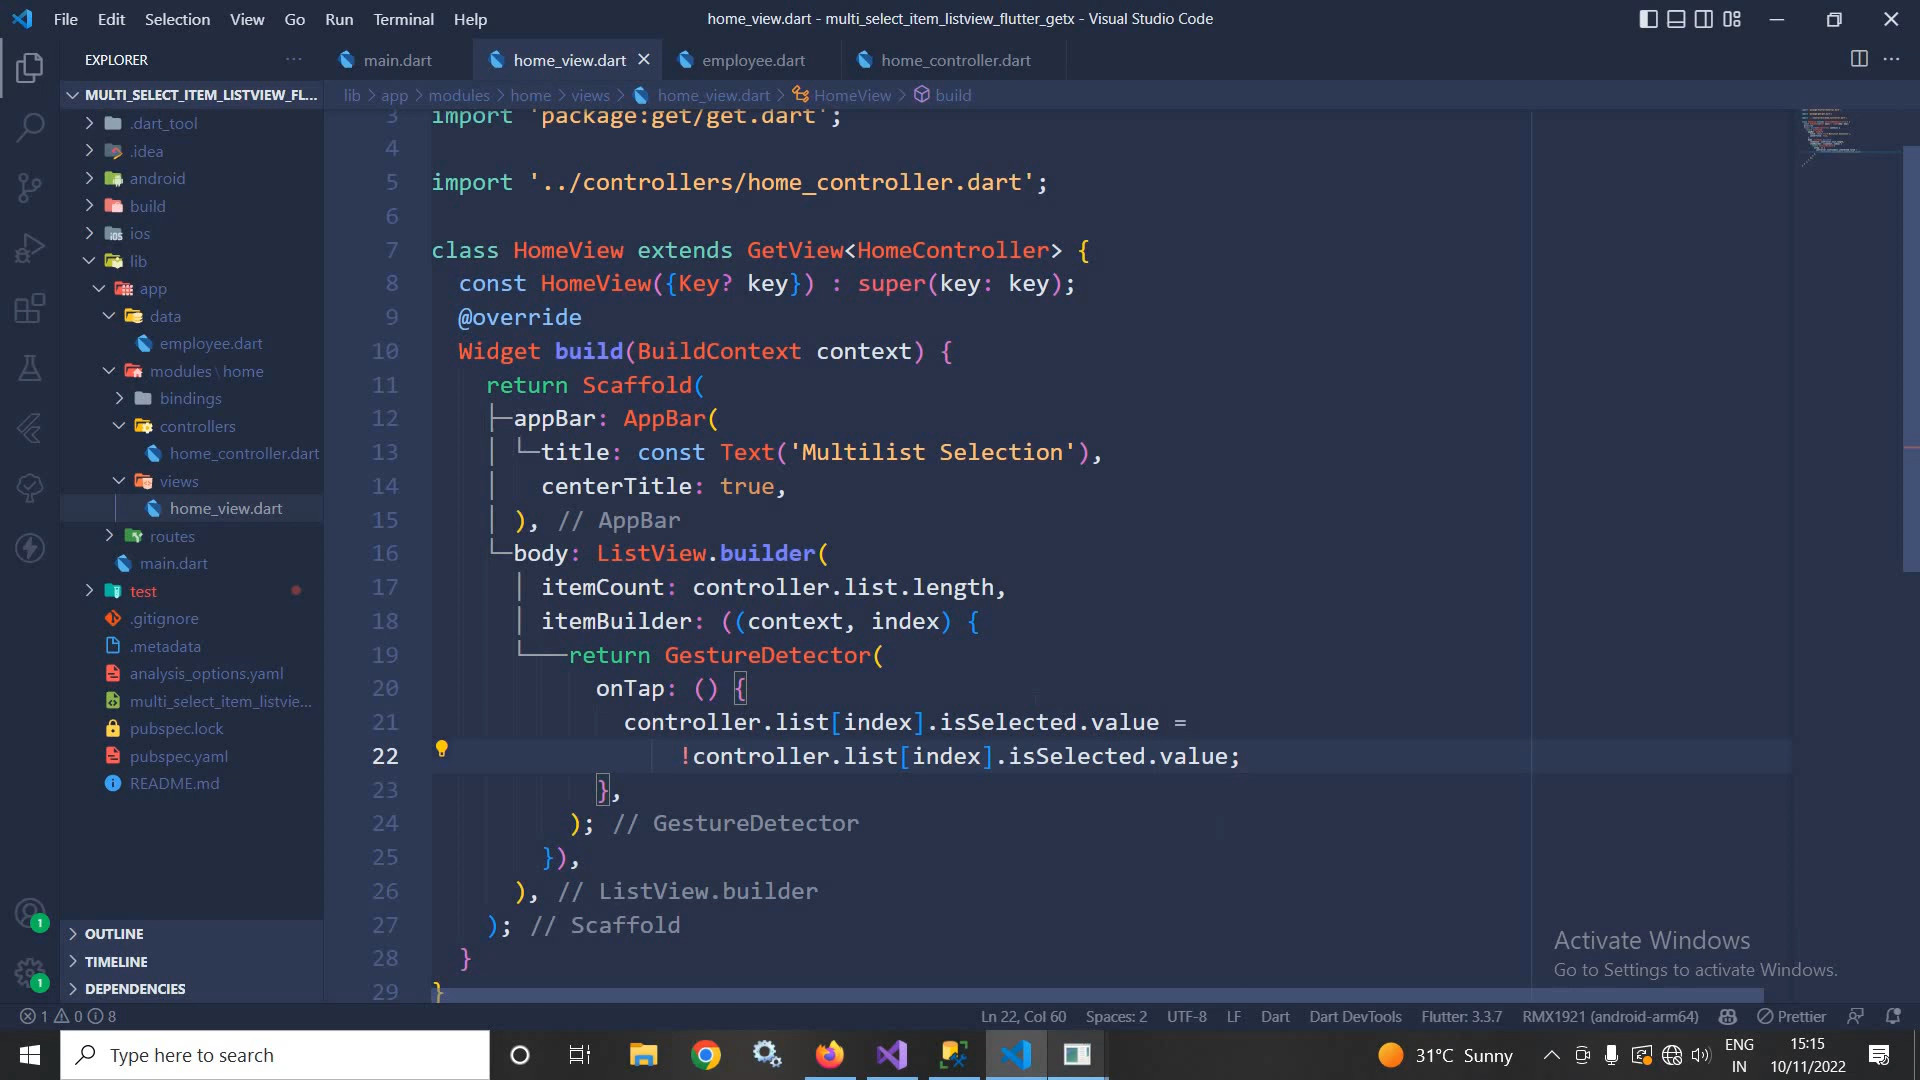 File Edit Selection View Go Run Terminal Help
home_view.dart - multi_select_item_listview_flutter_getx - Visual Studio Code
EXPLORER
main.dart
home_view.dart
employee.dart
home_controller.dart
MULTI_SELECT_ITEM_LISTVIEW_FL...
lib > app > modules > home > views > home_view.dart > HomeView > build
.dart_tool
.idea
android
build
ios
lib
app
data
employee.dart
modules \ home
bindings
controllers
home_controller.dart
views
home_view.dart
routes
main.dart
test
.gitignore
.metadata
analysis_options.yaml
multi_select_item_listvie...
pubspec.lock
pubspec.yaml
README.md
OUTLINE
TIMELINE
DEPENDENCIES
3 import 'package:get/get.dart';
4
5 import '../controllers/home_controller.dart';
6
7 class HomeView extends GetView<HomeController> {
8 const HomeView({Key? key}) : super(key: key);
9 @override
10 Widget build(BuildContext context) {
11 return Scaffold(
12 appBar: AppBar(
13 title: const Text('Multilist Selection'),
14 centerTitle: true,
15 ), // AppBar
16 body: ListView.builder(
17 itemCount: controller.list.length,
18 itemBuilder: ((context, index) {
19 return GestureDetector(
20 onTap: () {
21 controller.list[index].isSelected.value =
22 !controller.list[index].isSelected.value;
23 },
24 ); // GestureDetector
25 }),
26 ), // ListView.builder
27 ); // Scaffold
28 }
29 }
Activate Windows
Go to Settings to activate Windows.
1
1
1 0 8
Ln 22, Col 60 Spaces: 2 UTF-8 LF Dart Dart DevTools Flutter: 3.3.7 RMX1921 (android-arm64) Prettier
Type here to search
31°C Sunny
ENG
IN
15:15
10/11/2022